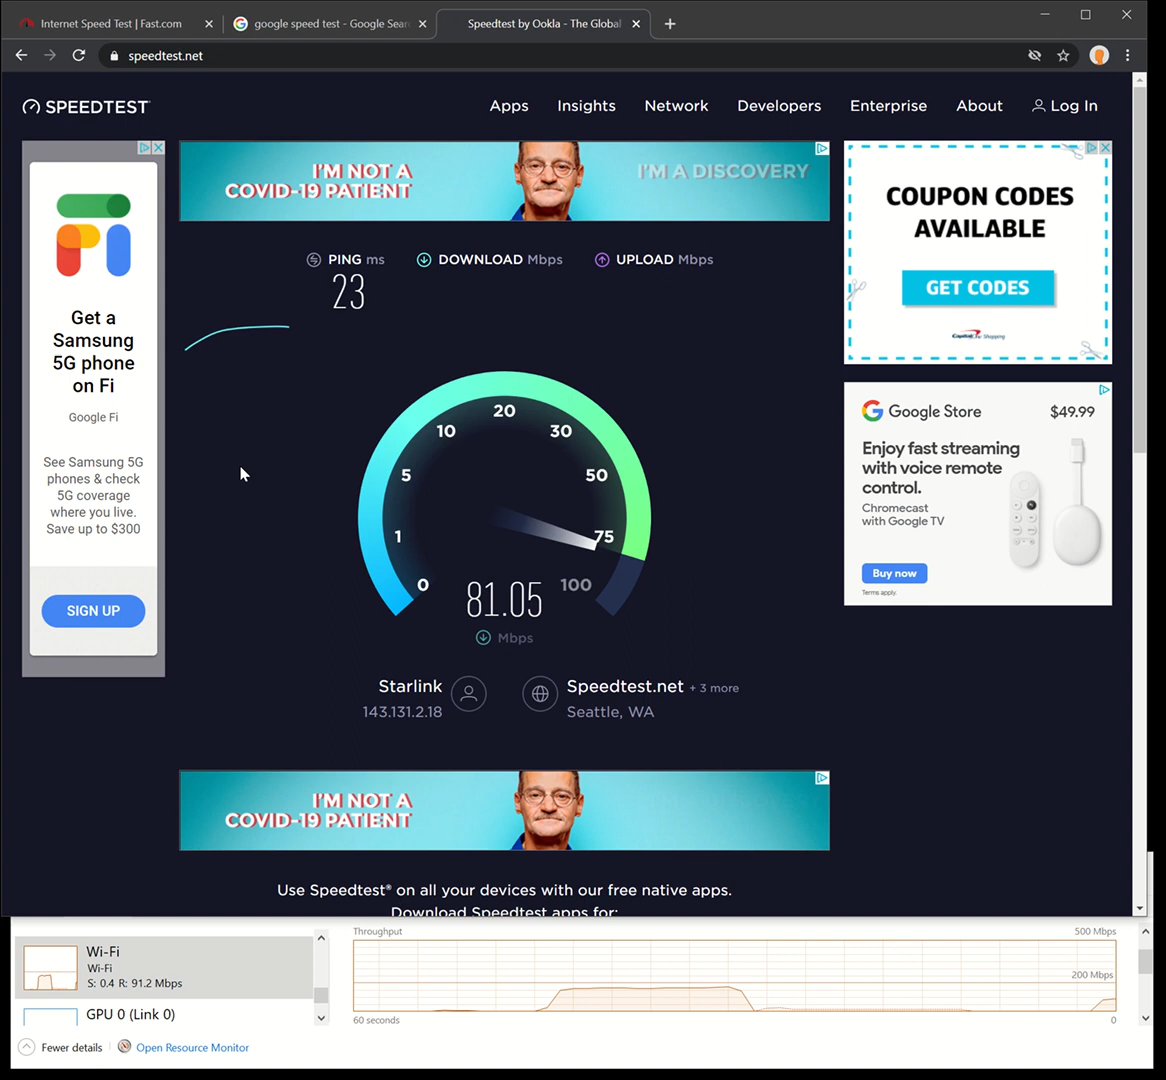 Internet Speed Test | Fast.com
google speed test - Google Sear
Speedtest by Ookla - The Global
speedtest.net
SPEEDTEST
Apps
Insights
Network
Developers
Enterprise
About
Log In
I'M NOT A
COVID-19 PATIENT
I'M A DISCOVERY
Get a
Samsung
5G phone
on Fi
Google Fi
See Samsung 5G
phones & check
5G coverage
where you live.
Save up to $300
SIGN UP
PING ms
23
DOWNLOAD Mbps
UPLOAD Mbps
0
1
5
10
20
30
50
75
100
81.05
Mbps
Starlink
143.131.2.18
Speedtest.net + 3 more
Seattle, WA
COUPON CODES
AVAILABLE
GET CODES
Capital One Shopping
Google Store
$49.99
Enjoy fast streaming
with voice remote
control.
Chromecast
with Google TV
Buy now
Terms apply.
I'M NOT A
COVID-19 PATIENT
Use Speedtest® on all your devices with our free native apps.
Download Speedtest apps for:
Wi-Fi
Wi-Fi
S: 0.4 R: 91.2 Mbps
GPU 0 (Link 0)
Throughput
500 Mbps
200 Mbps
60 seconds
0
Fewer details
Open Resource Monitor